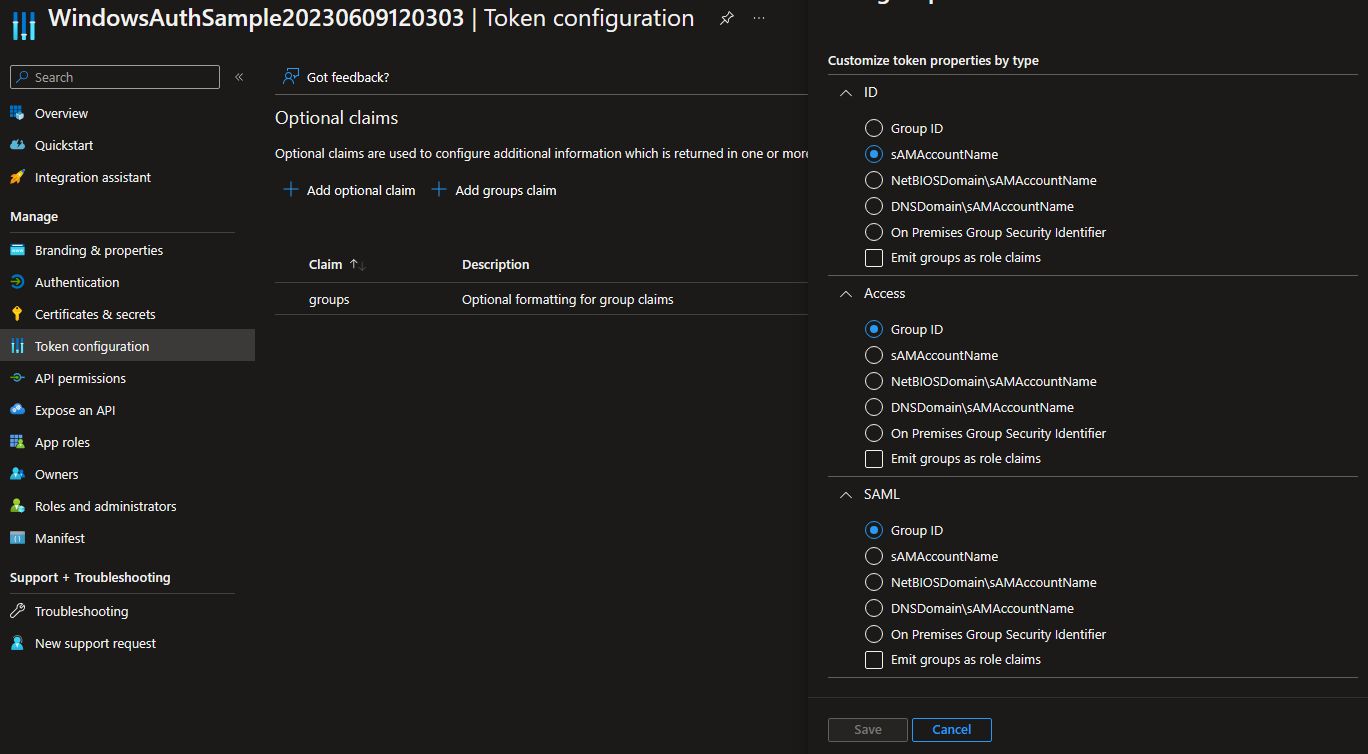 WindowsAuthSample20230609120303 | Token configuration
Search
Overview
Quickstart
Integration assistant
Manage
Branding & properties
Authentication
Certificates & secrets
Token configuration
API permissions
Expose an API
App roles
Owners
Roles and administrators
Manifest
Support + Troubleshooting
Troubleshooting
New support request
Got feedback?
Optional claims
Optional claims are used to configure additional information which is returned in one or more
Add optional claim
Add groups claim
Claim
Description
groups
Optional formatting for group claims
Customize token properties by type
ID
Group ID
sAMAccountName
NetBIOSDomain\sAMAccountName
DNSDomain\sAMAccountName
On Premises Group Security Identifier
Emit groups as role claims
Access
Group ID
sAMAccountName
NetBIOSDomain\sAMAccountName
DNSDomain\sAMAccountName
On Premises Group Security Identifier
Emit groups as role claims
SAML
Group ID
sAMAccountName
NetBIOSDomain\sAMAccountName
DNSDomain\sAMAccountName
On Premises Group Security Identifier
Emit groups as role claims
Save
Cancel